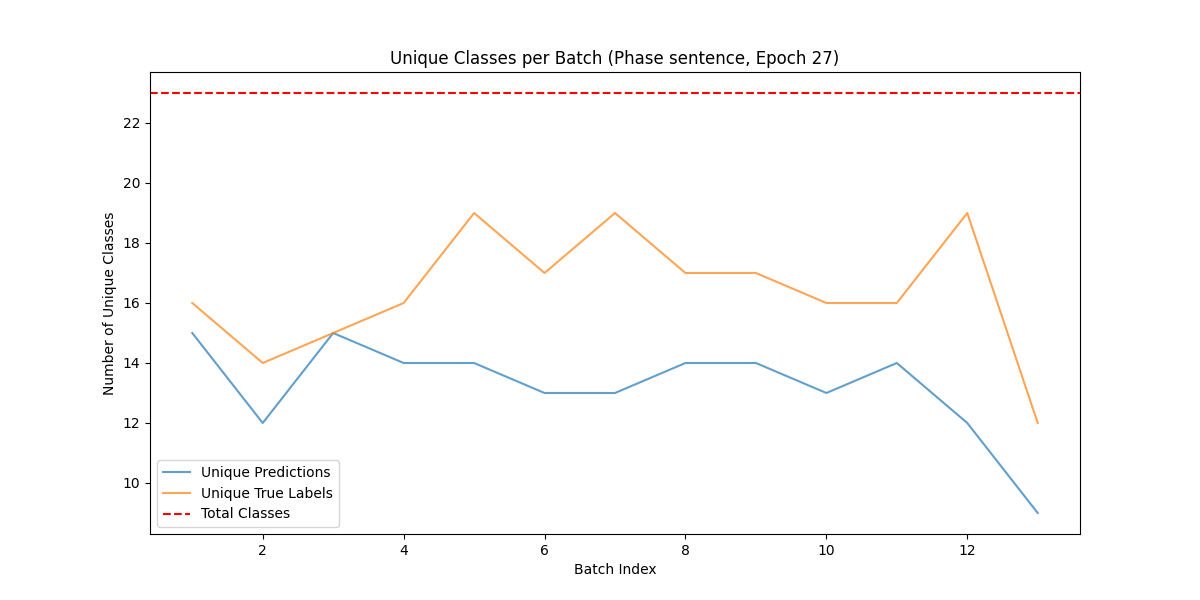 Unique Classes per Batch (Phase sentence, Epoch 27)
Number of Unique Classes
22
20
18
16
14
12
10
Unique Predictions
Unique True Labels
Total Classes
2
4
6
8
10
12
Batch Index